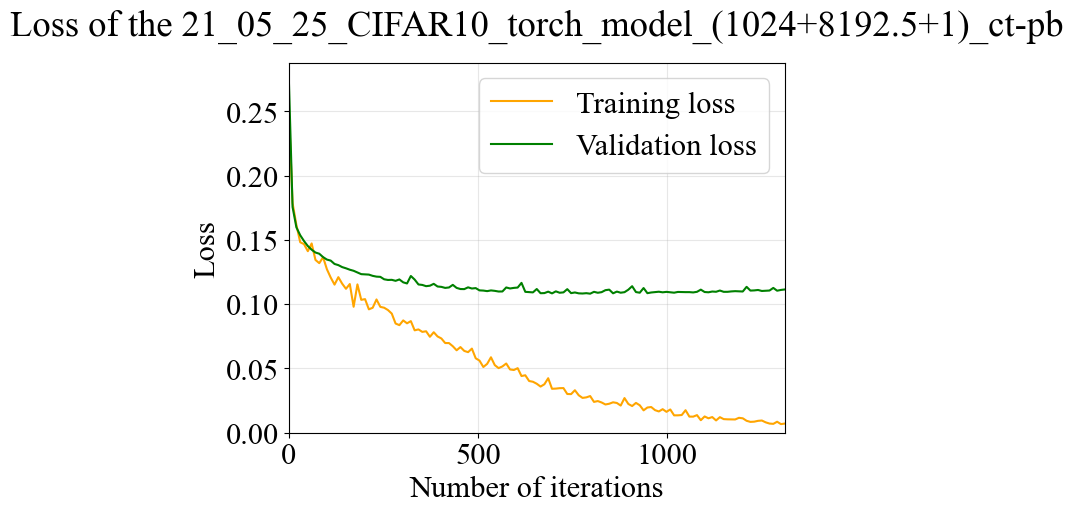 Loss of the 21_05_25_CIFAR10_torch_model_(1024+8192.5+1)_ct-pb
Training loss
Validation loss
0.25
0.20
0.15
0.10
0.05
0.00
Loss
0 500 1000
Number of iterations